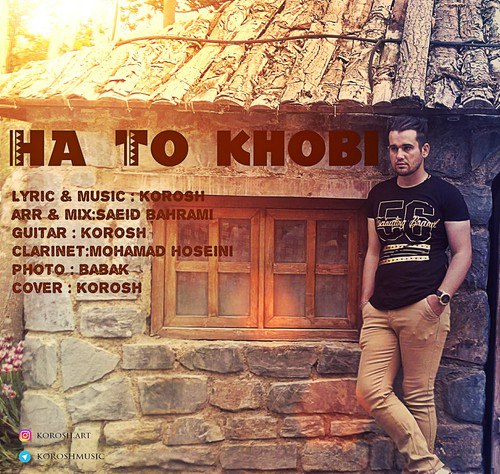 HA TO KHOBI
LYRIC & MUSIC : KOROSH
ARR & MIX:SAEID BAHRAMI
GUITAR : KOROSH
CLARINET:MOHAMAD HOSEINI
PHOTO : BABAK
COVER : KOROSH
56
KOROSH.ART
KOROSHMUSIC